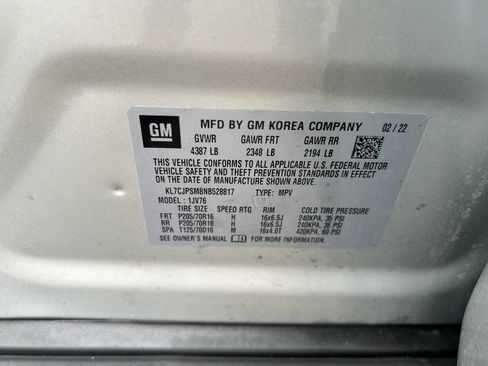 GM
MFD BY GM KOREA COMPANY 02/22
GVWR GAWR FRT GAWR RR
4387 LB 2348 LB 2194 LB
THIS VEHICLE CONFORMS TO ALL APPLICABLE U.S. FEDERAL MOTOR
VEHICLE SAFETY AND THEFT PREVENTION STANDARDS IN EFFECT ON
THE DATE OF MANUFACTURE SHOWN ABOVE.
KL7CJPSM8NB528817 TYPE: MPV
MODEL: 1JV76
TIRE SIZE SPEED RTG RIM COLD TIRE PRESSURE
FRT P205/70R16 H 16x6.5J 240KPA, 35 PSI
RR P205/70R16 H 16x6.5J 240KPA, 35 PSI
SPA T125/70D16 M 16x4.0T 420KPA, 60 PSI
SEE OWNER'S MANUAL FOR MORE INFORMATION.